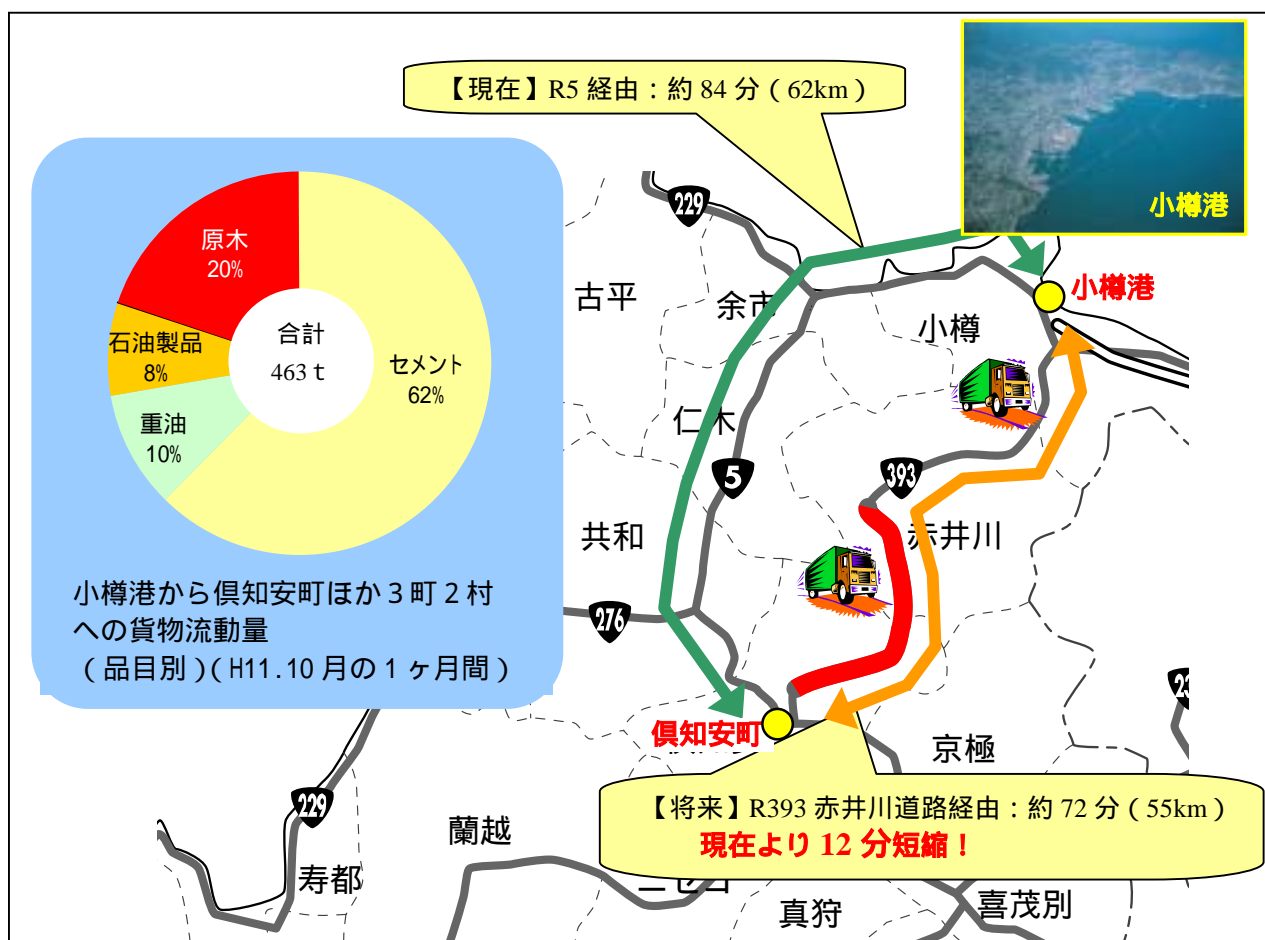 【現在】R5 経由：約 84 分（62km）
小樽港
原木
20%
石油製品
8%
重油
10%
合計
463 t
セメント
62%
小樽港から倶知安町ほか３町２村
への貨物流動量
（品目別）（H11.10 月の１ヶ月間）
229
古平
余市
小樽
小樽港
仁木
5
393
共和
赤井川
276
倶知安町
京極
【将来】R393 赤井川道路経由：約 72 分（55km）
現在より 12 分短縮！
229
蘭越
寿都
ニセコ
真狩
喜茂別